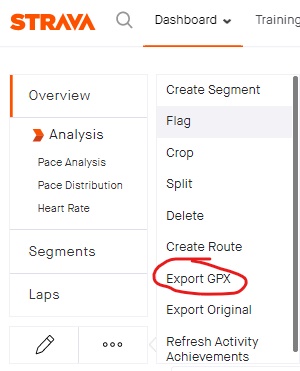 STRAVA
Dashboard
Training
Overview
Analysis
Pace Analysis
Pace Distribution
Heart Rate
Segments
Laps
Create Segment
Flag
Crop
Split
Delete
Create Route
Export GPX
Export Original
Refresh Activity
Achievements